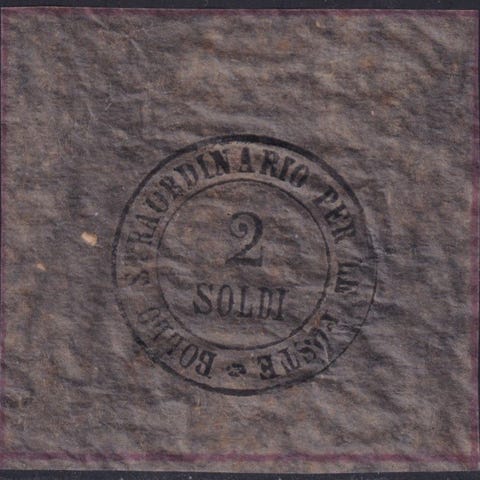 BOLLO STRAORDINARIO PER LE POSTE
2
SOLDI